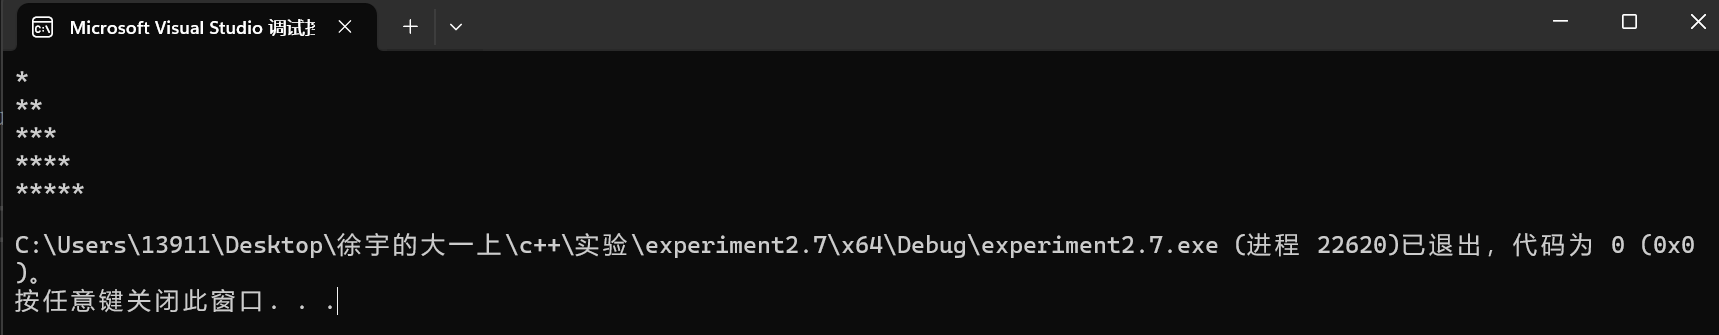 Microsoft Visual Studio 调试
*
**
***
****
*****
C:\Users\13911\Desktop\徐宇的大一上\c++\实验\experiment2.7\x64\Debug\experiment2.7.exe (进程 22620)已退出，代码为 0 (0x0
)。
按任意键关闭此窗口. . .